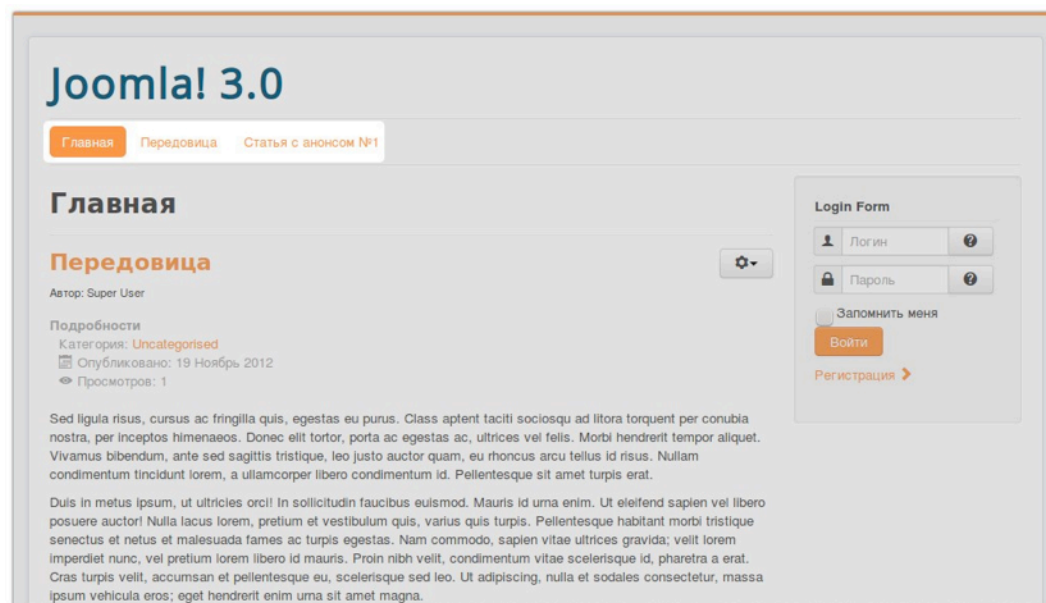 Joomla! 3.0
Главная Передовица Статья с анонсом №1
Главная
Передовица
Автор: Super User
Подробности
Категория: Uncategorised
Опубликовано: 19 Ноябрь 2012
Просмотров: 1
Sed ligula risus, cursus ac fringilla quis, egestas eu purus. Class aptent taciti sociosqu ad litora torquent per conubia
nostra, per inceptos himenaeos. Donec elit tortor, porta ac egestas ac, ultrices vel felis. Morbi hendrerit tempor aliquet.
Vivamus bibendum, ante sed sagittis tristique, leo justo auctor quam, eu rhoncus arcu tellus id risus. Nullam
condimentum tincidunt lorem, a ullamcorper libero condimentum id. Pellentesque sit amet turpis erat.
Duis in metus ipsum, ut ultricies orci! In sollicitudin faucibus euismod. Mauris id urna enim. Ut eleifend sapien vel libero
posuere auctor! Nulla lacus lorem, pretium et vestibulum quis, varius quis turpis. Pellentesque habitant morbi tristique
senectus et netus et malesuada fames ac turpis egestas. Nam commodo, sapien vitae ultrices gravida; velit lorem
imperdiet nunc, vel pretium lorem libero id mauris. Proin nibh velit, condimentum vitae scelerisque id, pharetra a erat.
Cras turpis velit, accumsan et pellentesque eu, scelerisque sed leo. Ut adipiscing, nulla et sodales consectetur, massa
ipsum vehicula eros; eget hendrerit enim urna sit amet magna.
Login Form
Логин
Пароль
Запомнить меня
Войти
Регистрация